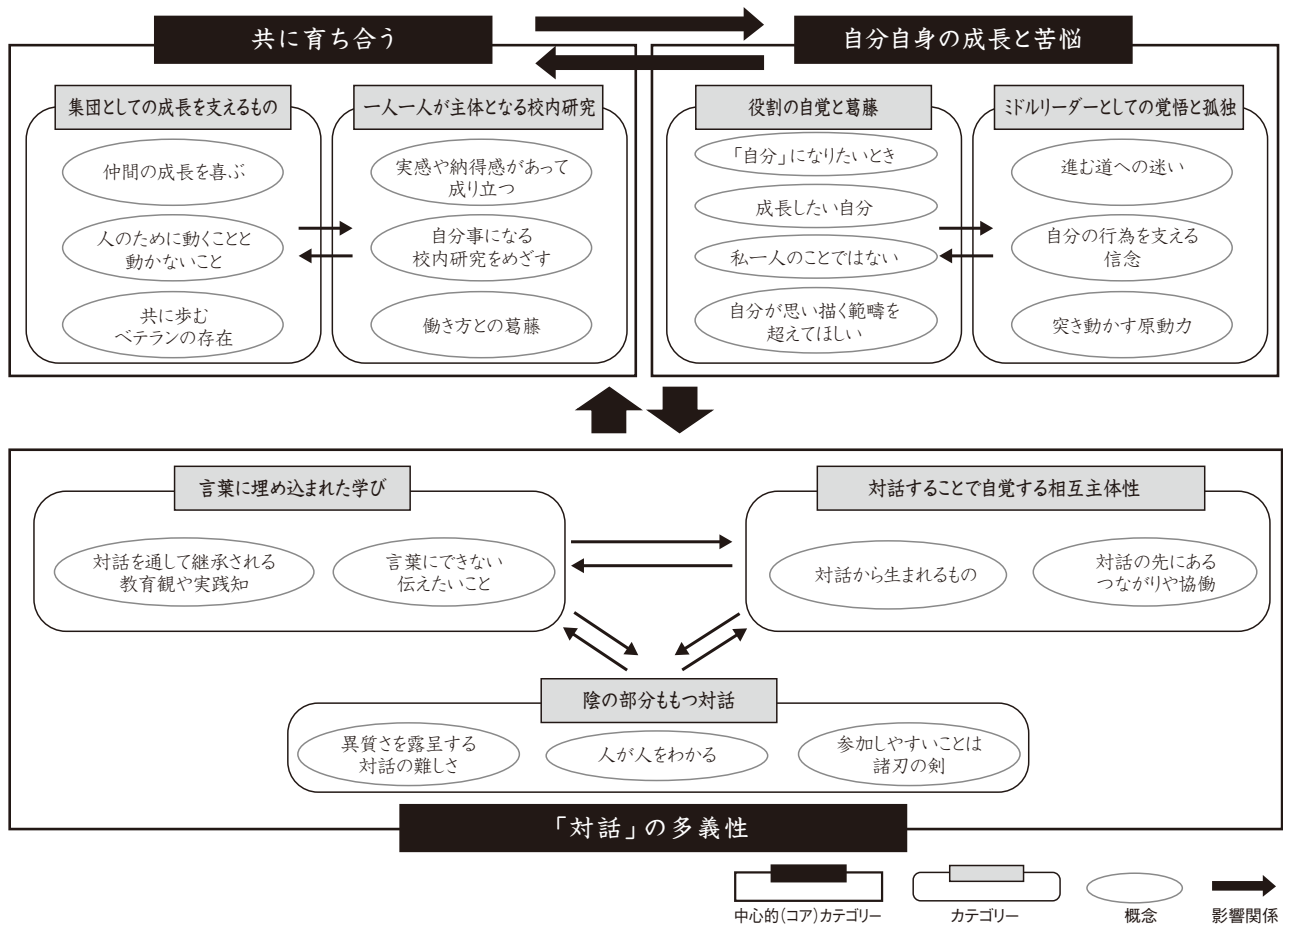 共に育ち合う
自分自身の成長と苦悩
集団としての成長を支えるもの
仲間の成長を喜ぶ
人のために動くことと
動かないこと
共に歩む
ベテランの存在
一人一人が主体となる校内研究
実感や納得感があって
成り立つ
自分事になる
校内研究をめざす
働き方との葛藤
役割の自覚と葛藤
「自分」になりたいとき
成長したい自分
私一人のことではない
自分が思い描く範疇を
超えてほしい
ミドルリーダーとしての覚悟と孤独
進む道への迷い
自分の行為を支える
信念
突き動かす原動力
言葉に埋め込まれた学び
対話を通して継承される
教育観や実践知
言葉にできない
伝えたいこと
対話することで自覚する相互主体性
対話から生まれるもの
対話の先にある
つながりや協働
陰の部分ももつ対話
異質さを露呈する
対話の難しさ
人が人をわかる
参加しやすいことは
諸刃の剣
「対話」の多義性
中心的(コア)カテゴリー
カテゴリー
概念
影響関係